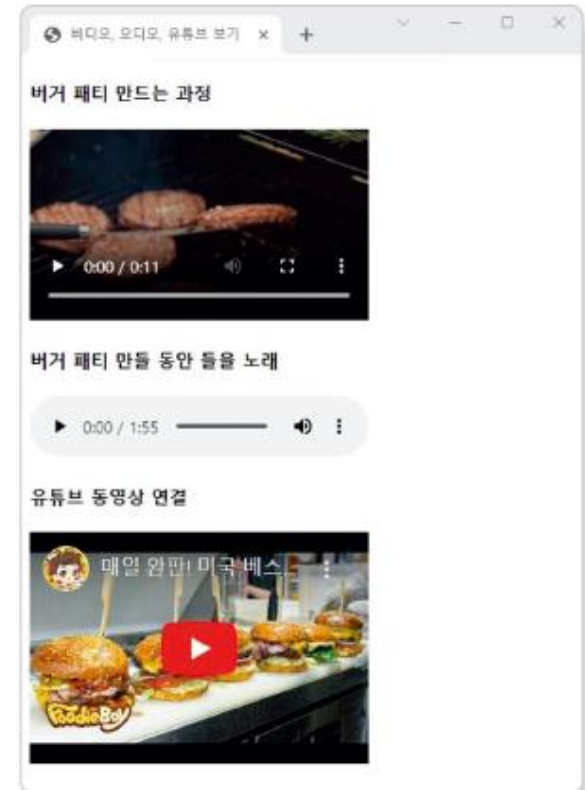 비디오, 오디오, 유튜브 보기
버거 패티 만드는 과정
0:00 / 0:11
버거 패티 만들 동안 들을 노래
0:00 / 1:55
유튜브 동영상 연결
매일 완판! 미국 베스...
FoodieBoy